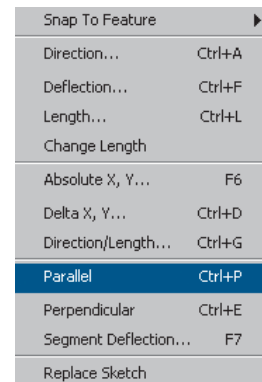 Snap To Feature
Direction... Ctrl+A
Deflection... Ctrl+F
Length... Ctrl+L
Change Length
Absolute X, Y... F6
Delta X, Y... Ctrl+D
Direction/Length... Ctrl+G
Parallel Ctrl+P
Perpendicular Ctrl+E
Segment Deflection... F7
Replace Sketch